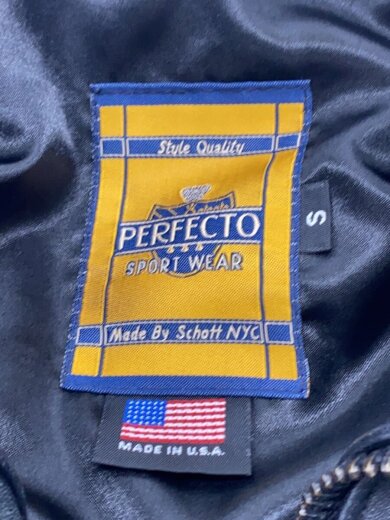 Style Quality
PERFECTO
SPORT WEAR
Made By Schott NYC
S
MADE IN U.S.A.